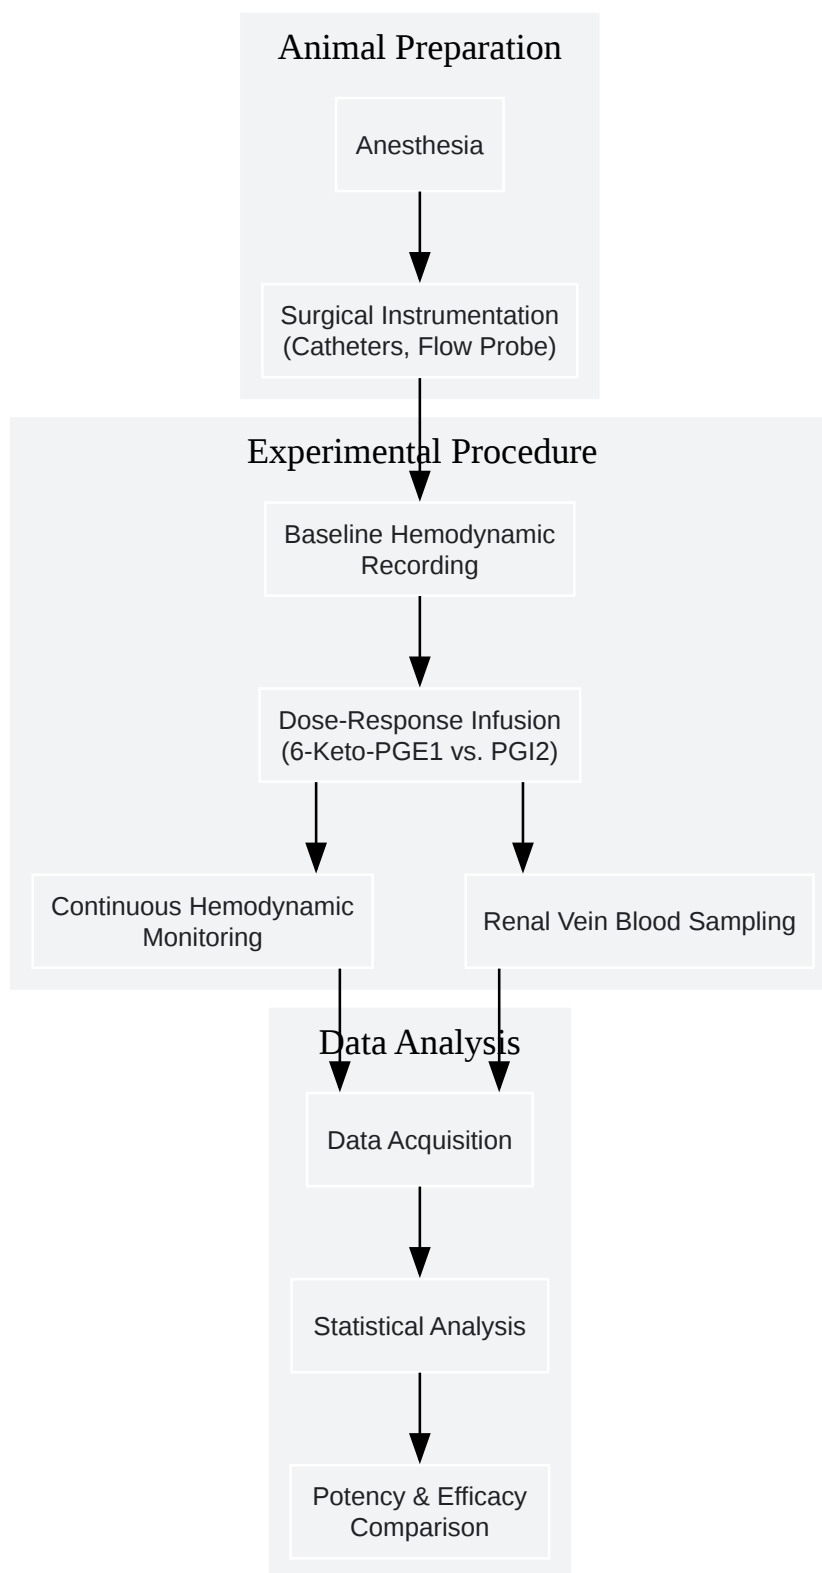 Animal Preparation
Anesthesia
Surgical Instrumentation
(Catheters, Flow Probe)
Experimental Procedure
Baseline Hemodynamic
Recording
Dose-Response Infusion
(6-Keto-PGE1 vs. PGI2)
Continuous Hemodynamic
Monitoring
Renal Vein Blood Sampling
Data Analysis
Data Acquisition
Statistical Analysis
Potency & Efficacy
Comparison